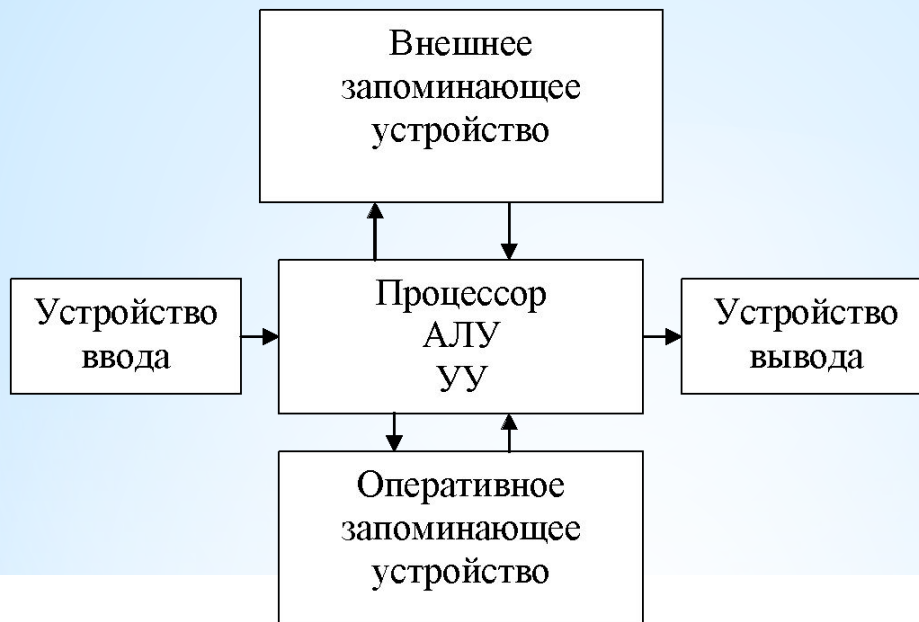 Внешнее
запоминающее
устройство
Устройство
ввода
Процессор
АЛУ
УУ
Устройство
вывода
Оперативное
запоминающее
устройство